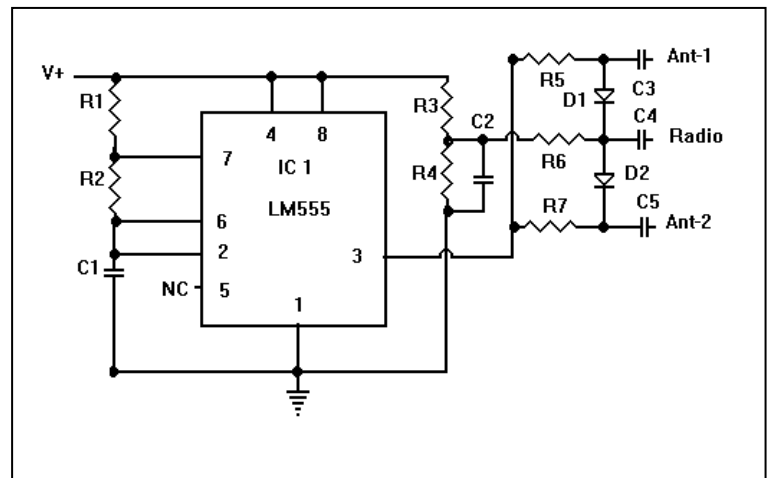 V+
R1
R2
C1
NC
4
8
7
IC 1
LM555
6
2
5
3
1
R3
R4
C2
R5
R6
R7
D1
D2
C3
C4
C5
Ant-1
Radio
Ant-2